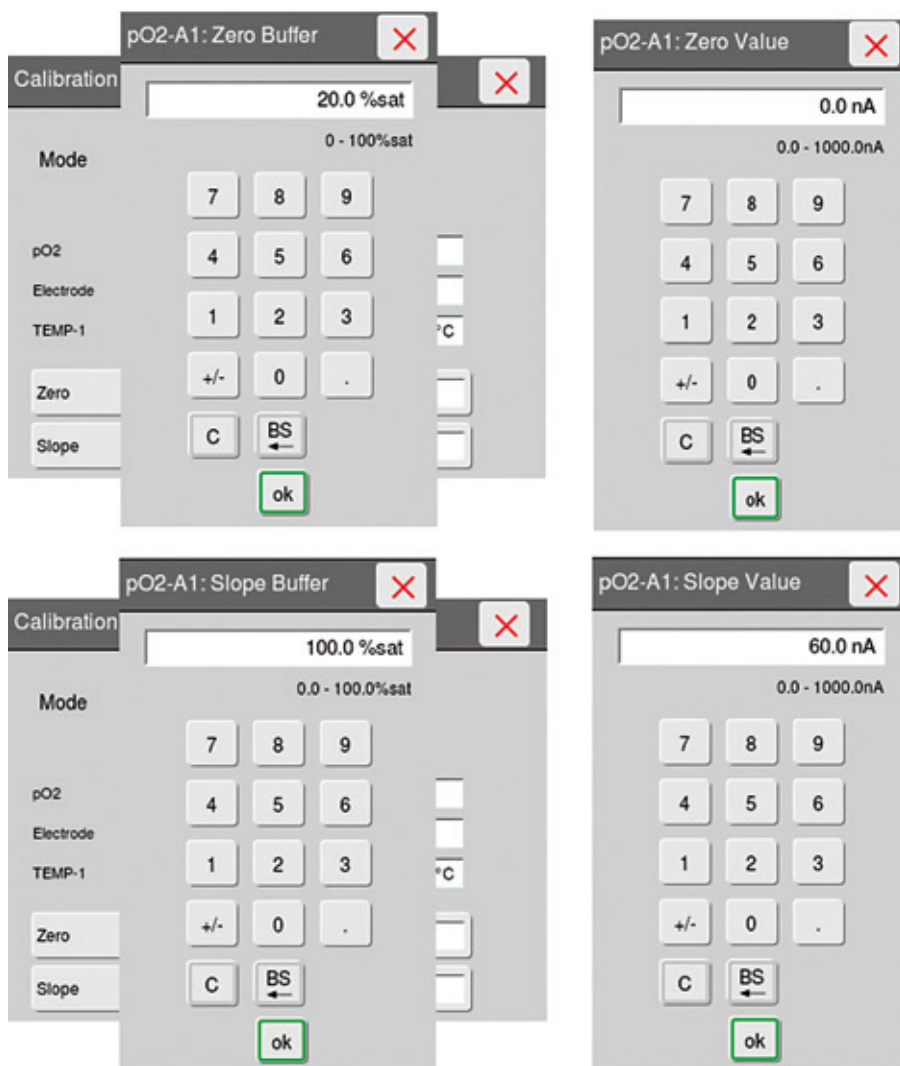 pO2-A1: Zero Buffer
Calibration
20.0 %sat
0 - 100%sat
Mode
7 8 9
pO2
4 5 6
Electrode
1 2 3
TEMP-1
°C
+/- 0 .
Zero
C BS
Slope
ok
pO2-A1: Zero Value
0.0 nA
0.0 - 1000.0nA
7 8 9
4 5 6
1 2 3
+/- 0 .
C BS
ok
pO2-A1: Slope Buffer
Calibration
100.0 %sat
0.0 - 100.0%sat
Mode
7 8 9
pO2
4 5 6
Electrode
1 2 3
TEMP-1
°C
+/- 0 .
Zero
C BS
Slope
ok
pO2-A1: Slope Value
60.0 nA
0.0 - 1000.0nA
7 8 9
4 5 6
1 2 3
+/- 0 .
C BS
ok